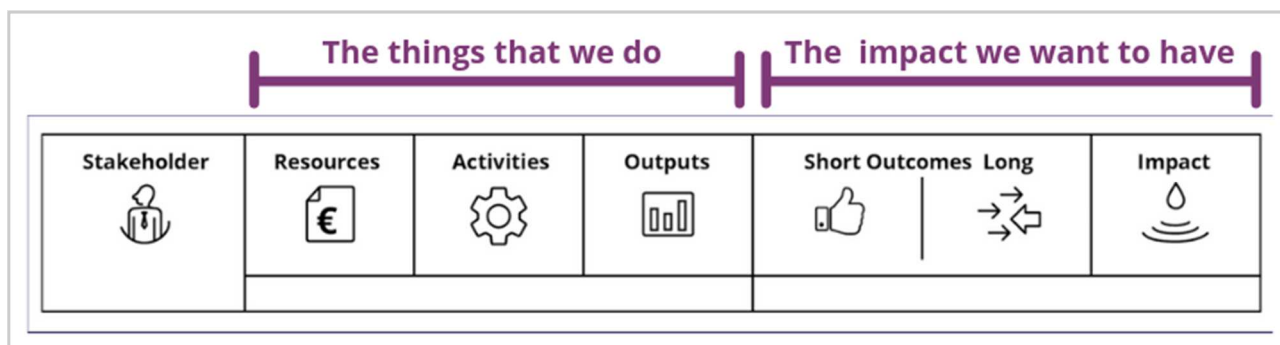 The things that we do
The impact we want to have
Stakeholder
Resources
Activities
Outputs
Short Outcomes Long
Impact
€